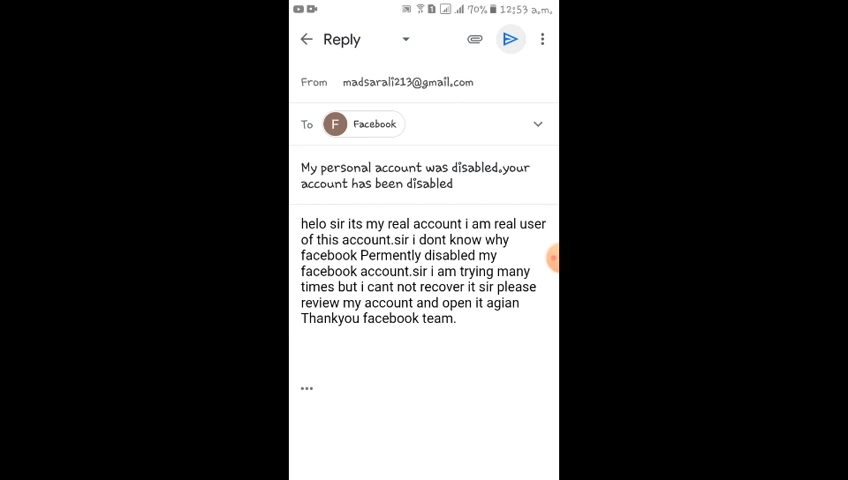 70% 12:53 a.m.
Reply
From madsarali213@gmail.com
To F Facebook
My personal account was disabled.your
account has been disabled
helo sir its my real account i am real user
of this account.sir i dont know why
facebook Permently disabled my
facebook account.sir i am trying many
times but i cant not recover it sir please
review my account and open it agian
Thankyou facebook team.
...